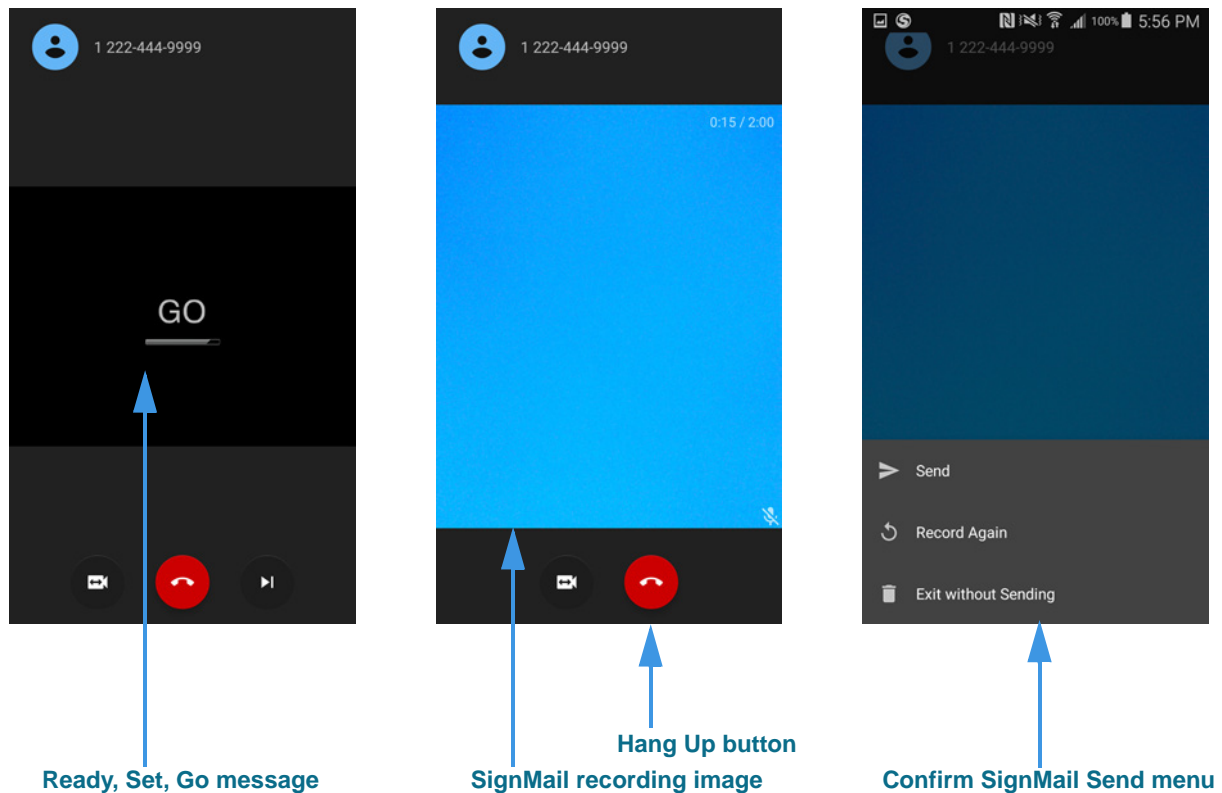 1 222-444-9999
GO
Ready, Set, Go message
1 222-444-9999
0:15 / 2:00
Hang Up button
SignMail recording image
100% 5:56 PM
1 222-444-9999
Send
Record Again
Exit without Sending
Confirm SignMail Send menu